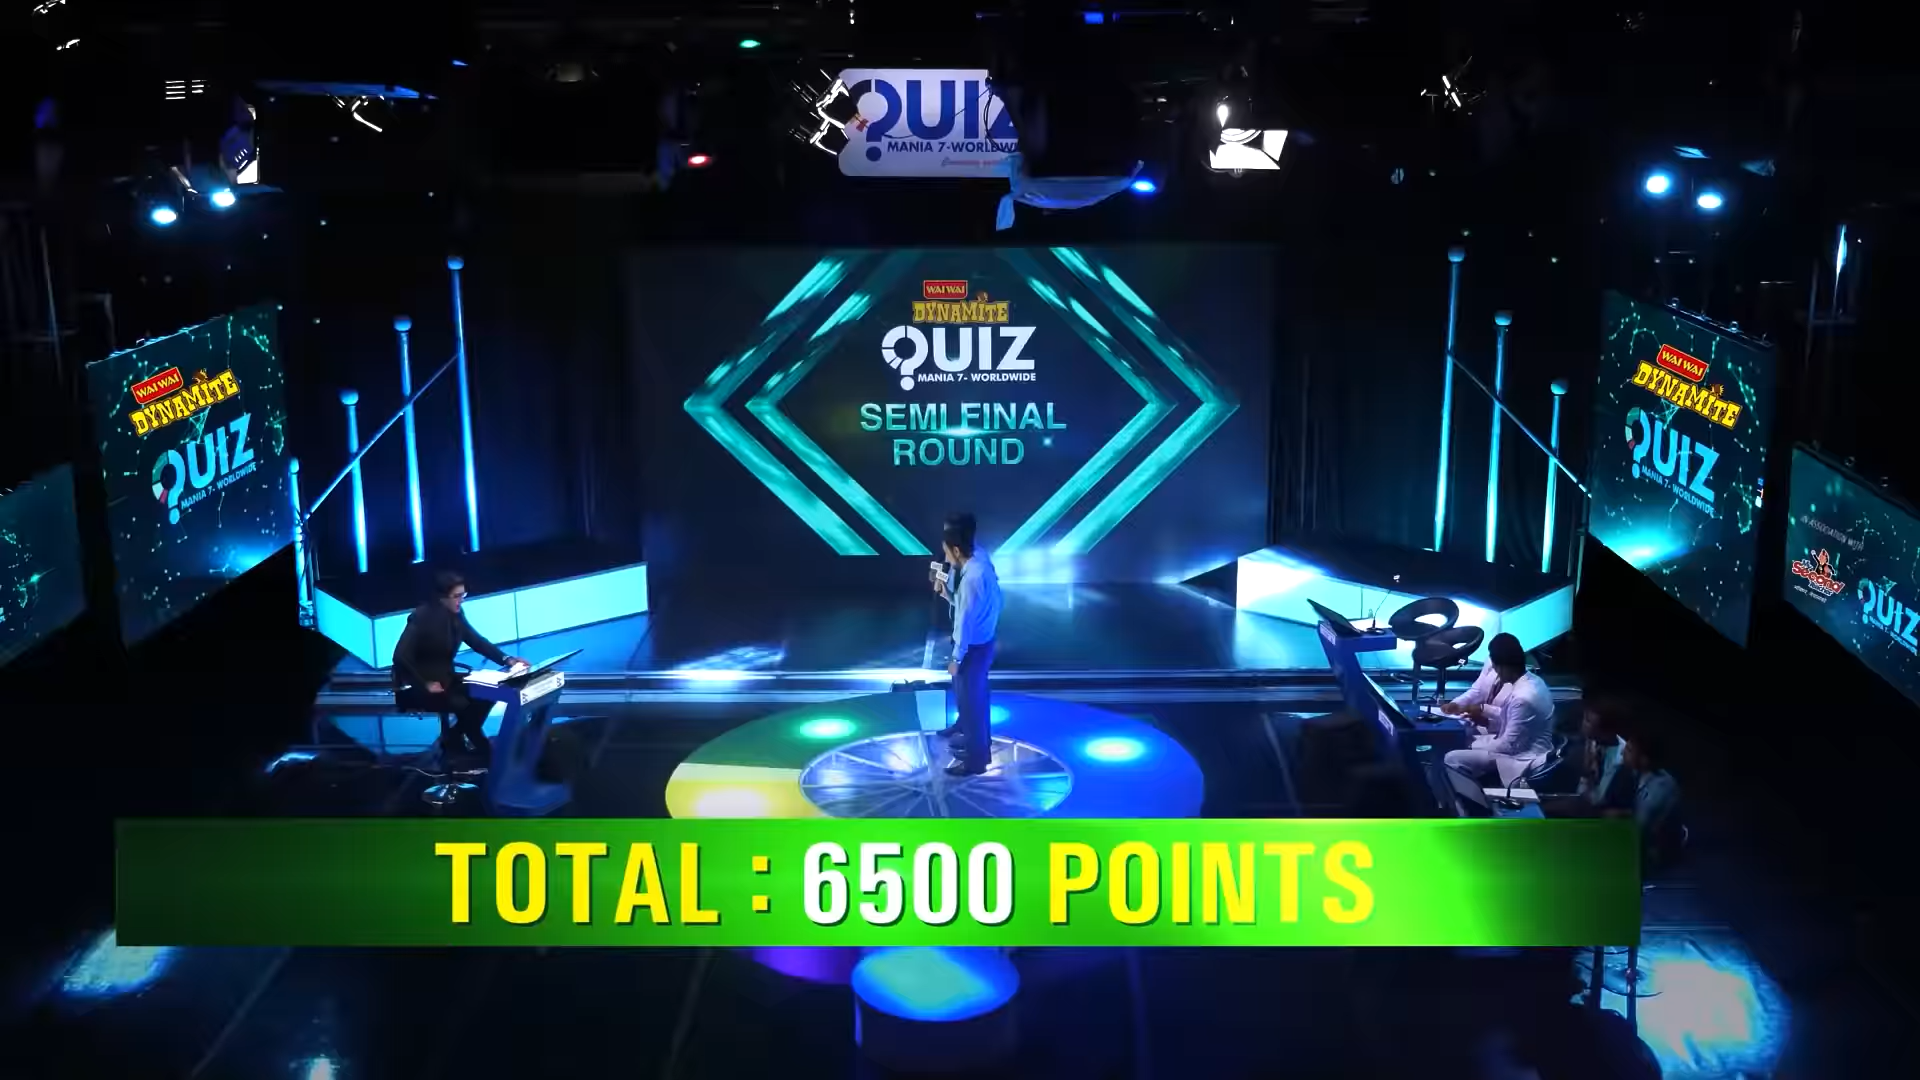 QUIZ
MANIA 7-WORLDW
WAI WAI
DYNAMITE
QUIZ
MANIA 7- WORLDWIDE
SEMI FINAL
ROUND
WAI WAI
DYNAMITE
QUIZ
MANIA 7- WORLDWIDE
WAI WAI
DYNAMITE
QUIZ
MANIA 7- WORLDWIDE
IN ASSOCIATION WITH
QUIZ
TOTAL : 6500 POINTS